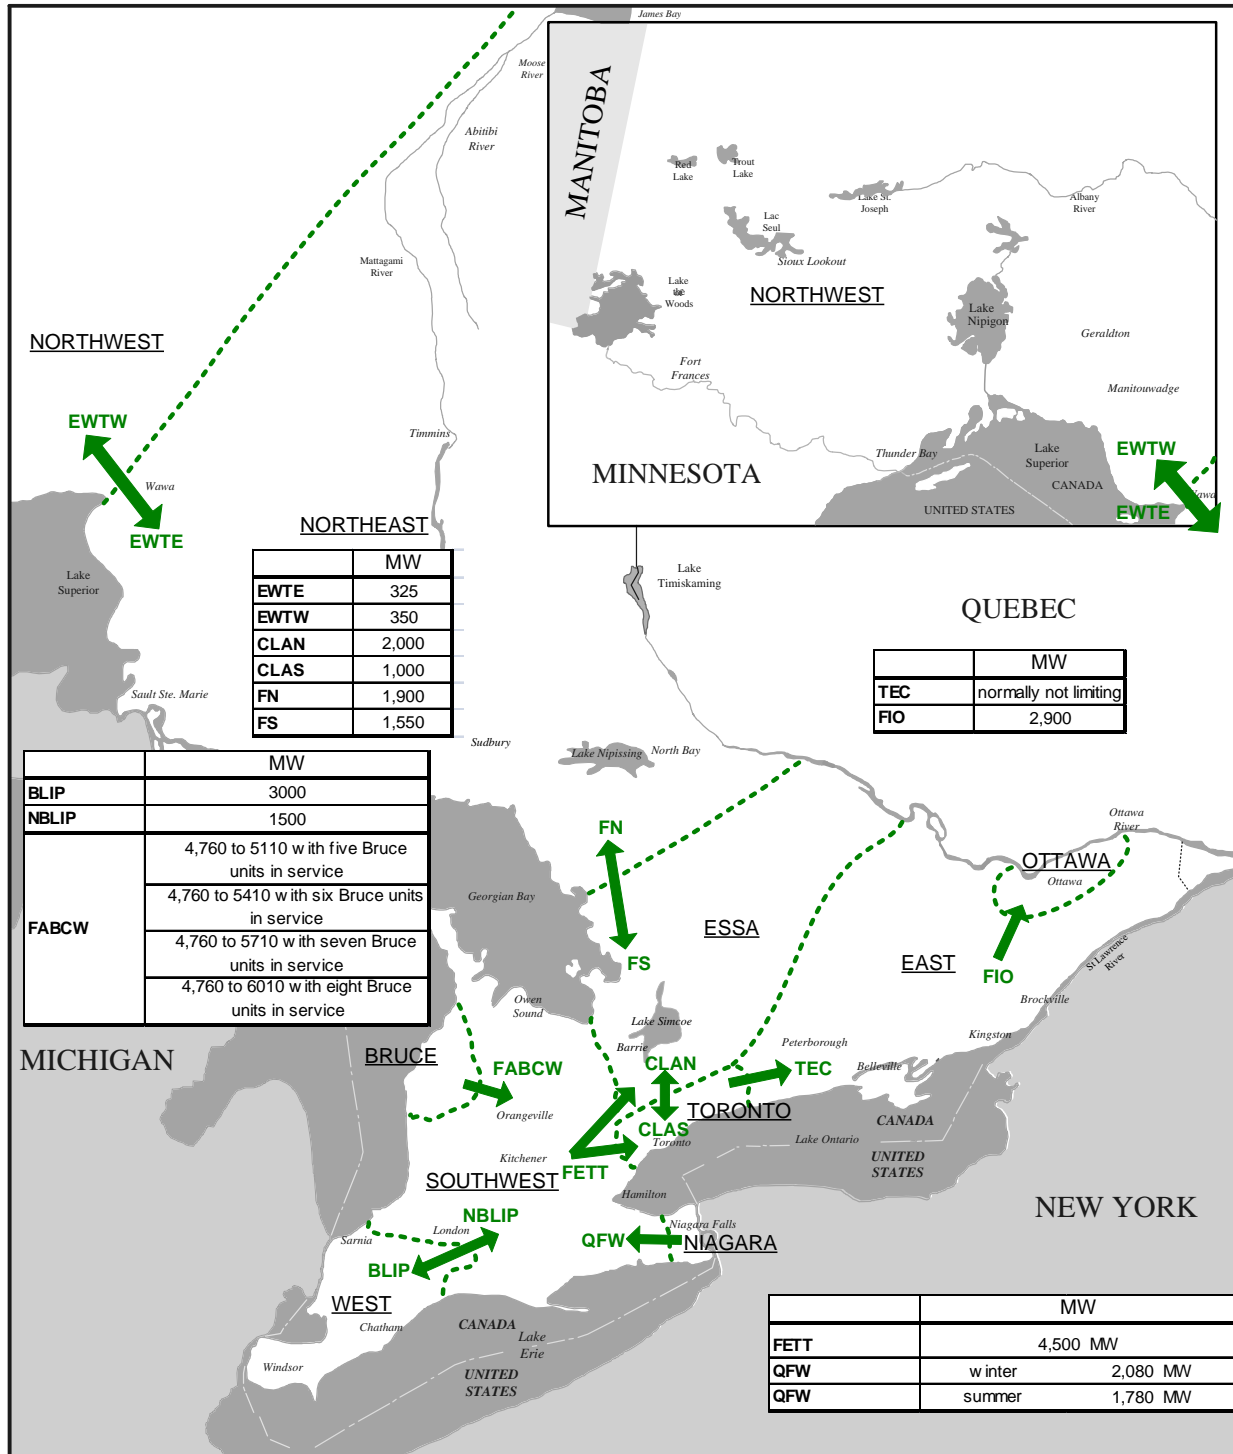 James Bay
Moose
River
Abitibi
River
Mattagami
River
NORTHWEST
EWTW
Wawa
EWTE
Timmins
NORTHEAST
Lake
Superior
Sault Ste. Marie
MANITOBA
Red
Lake
Trout
Lake
Lac
Seul
Lake St.
Joseph
Albany
River
Sioux Lookout
Lake
of
the
Woods
NORTHWEST
Lake
Nipigon
Geraldton
Fort
Frances
Manitouwadge
Thunder Bay
Lake
Superior
CANADA
UNITED STATES
MINNESOTA
EWTW
EWTE
MW
EWTE 325
EWTW 350
CLAN 2,000
CLAS 1,000
FN 1,900
FS 1,550
Lake
Timiskaming
QUEBEC
MW
TEC normally not limiting
FIO 2,900
Sudbury
Lake Nipissing
North Bay
MW
BLIP 3000
NBLIP 1500
FABCW
4,760 to 5110 with five Bruce
units in service
4,760 to 5410 with six Bruce units
in service
4,760 to 5710 with seven Bruce
units in service
4,760 to 6010 with eight Bruce
units in service
FN
FS
Georgian Bay
ESSA
Ottawa
River
OTTAWA
Ottawa
EAST
FIO
St Lawrence
River
Brockville
Kingston
Owen
Sound
Lake Simcoe
Barrie
Peterborough
Belleville
MICHIGAN
BRUCE
FABCW
Orangeville
CLAN
TEC
TORONTO
CLAS
Toronto
Kitchener
FETT
SOUTHWEST
Lake Ontario
CANADA
UNITED
STATES
Hamilton
NEW YORK
NBLIP
London
Sarnia
BLIP
QFW
Niagara Falls
NIAGARA
WEST
Chatham
Windsor
CANADA
Lake
Erie
UNITED
STATES
MW
FETT 4,500 MW
QFW winter 2,080 MW
QFW summer 1,780 MW